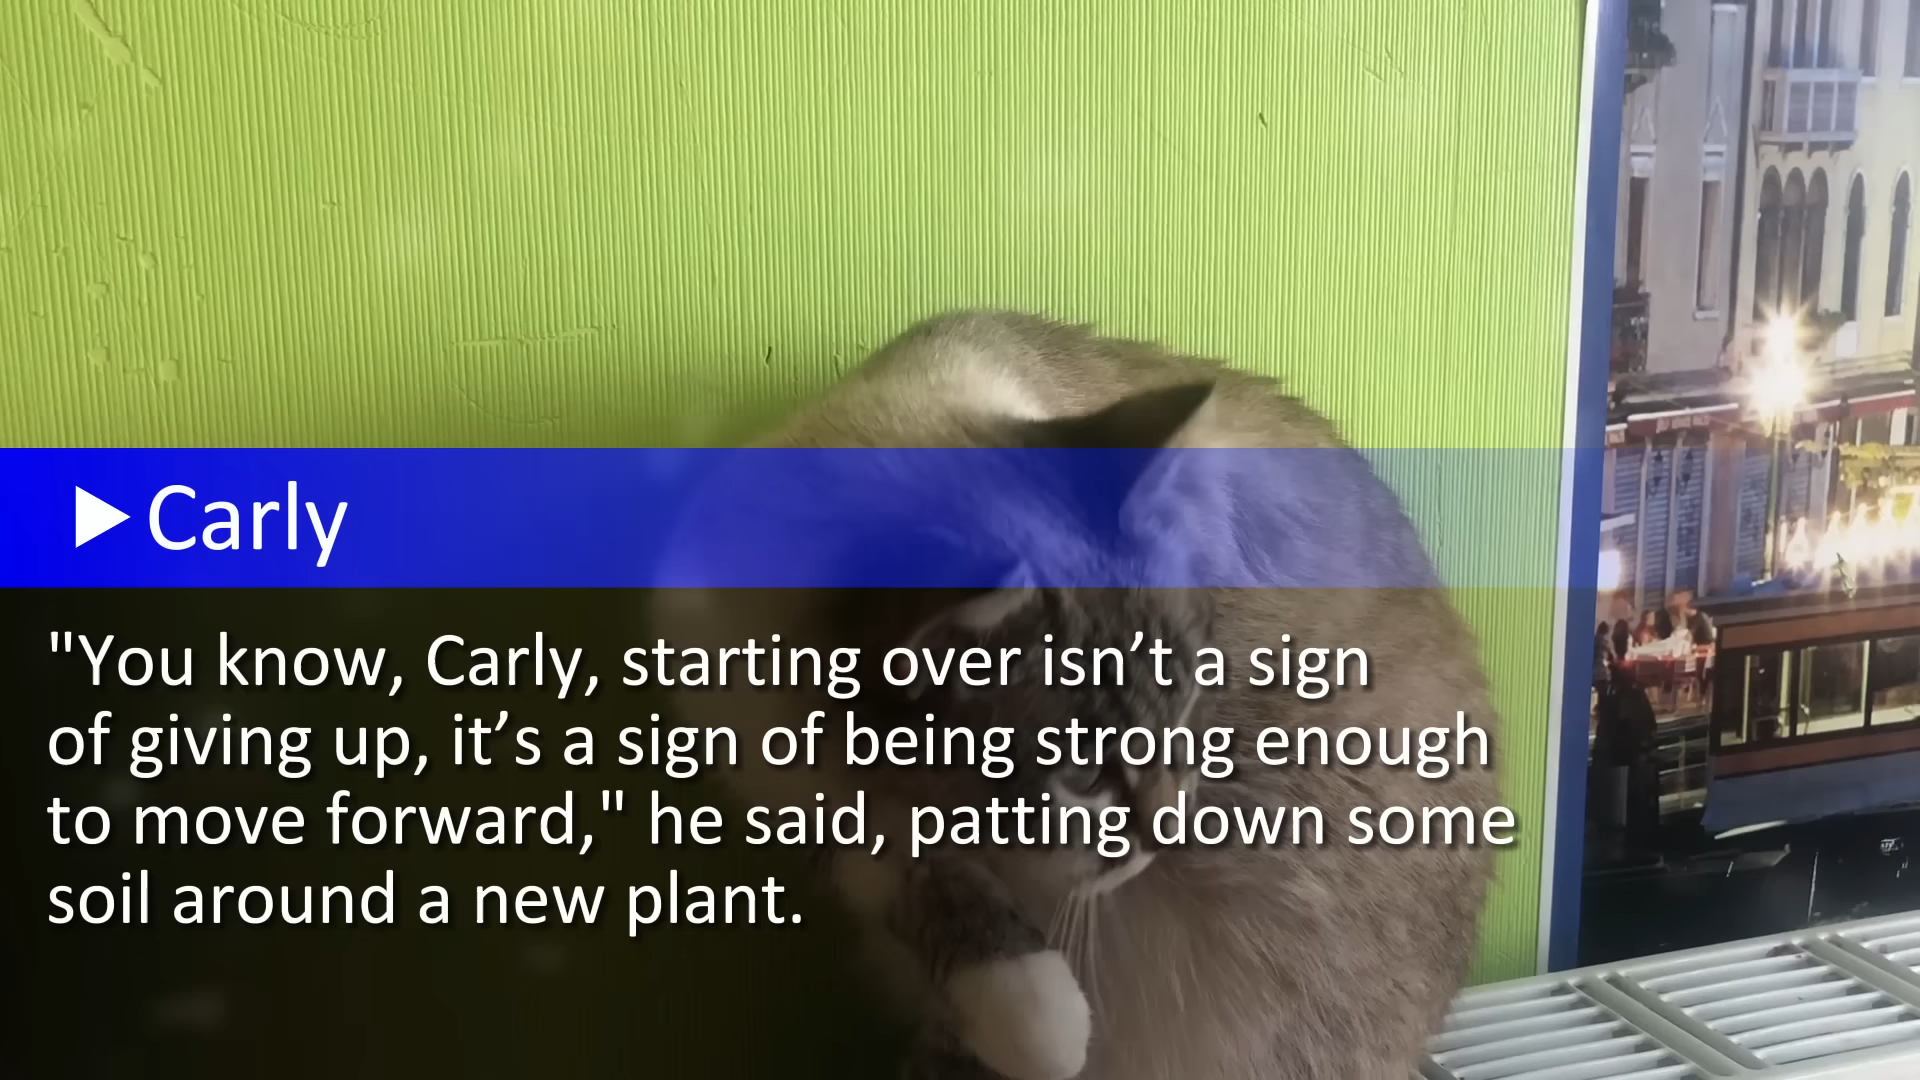 Carly
"You know, Carly, starting over isn’t a sign
of giving up, it’s a sign of being strong enough
to move forward," he said, patting down some
soil around a new plant.